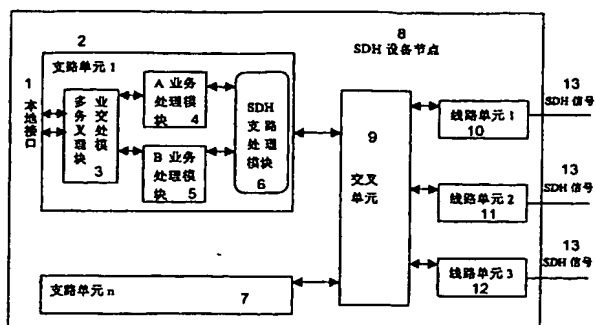 8
SDH 设备节点
2
支路单元 1
1
本地接口
多业务交叉处理模块
3
A 业务
处理模
块
4
B 业务
处理模
块
5
SDH
支路
处理
模块
6
9
交叉
单元
线路单元 1
10
13
SDH 信号
线路单元 2
11
13
SDH 信号
线路单元 3
12
13
SDH 信号
支路单元 n
7